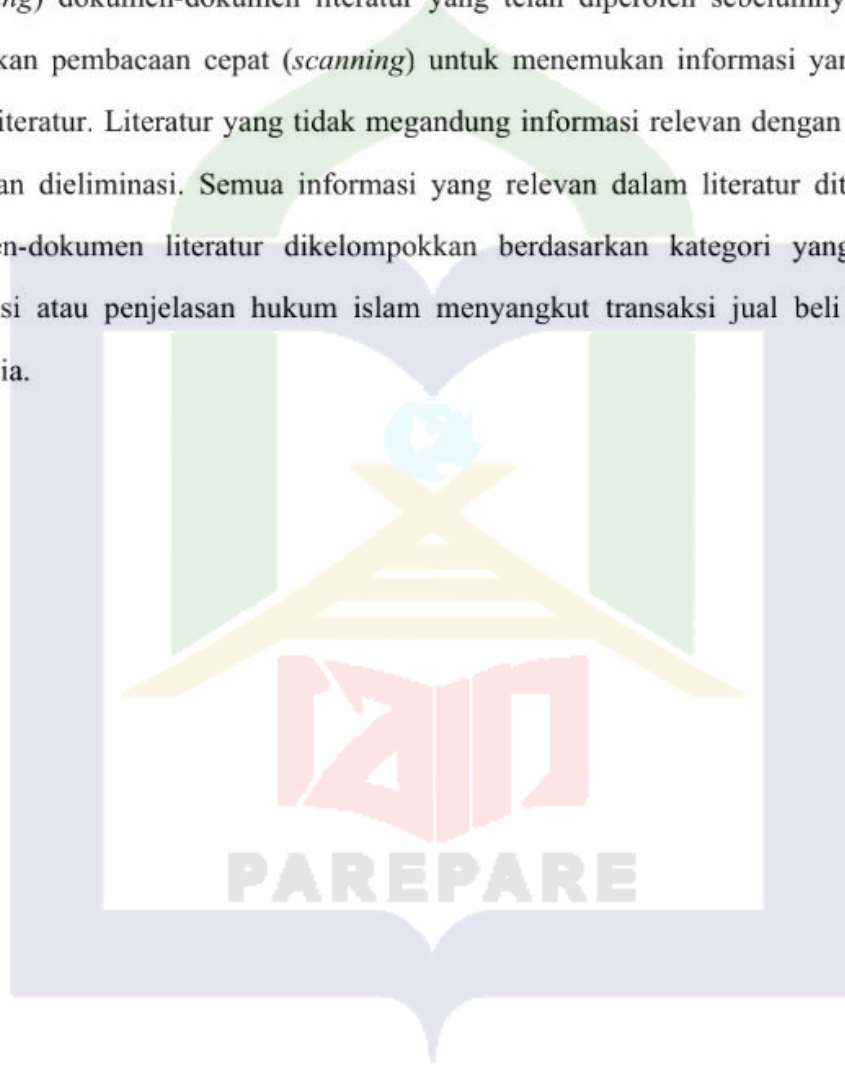 ng) dokumen-dokumen literatur yang telah diperoleh sebelumny
kan pembacaan cepat (scanning) untuk menemukan informasi yan
iteratur. Literatur yang tidak megandung informasi relevan dengan
an dieliminasi. Semua informasi yang relevan dalam literatur dit
en-dokumen literatur dikelompokkan berdasarkan kategori yang
si atau penjelasan hukum islam menyangkut transaksi jual beli
ia.
PAREPARE